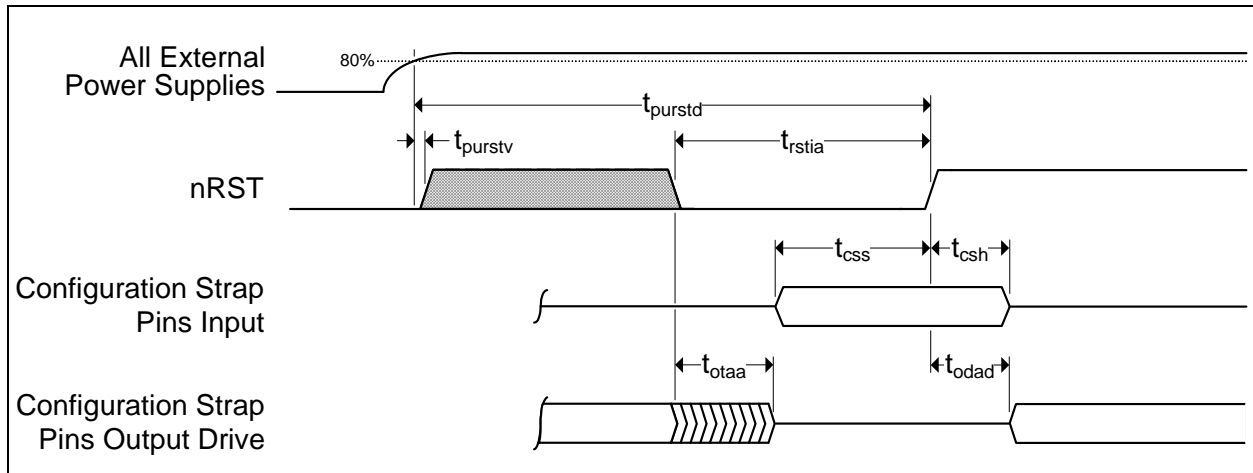 All External
Power Supplies
80%
tpurstd
tpurstv
trstia
nRST
tcss
tcsh
Configuration Strap
Pins Input
totaa
todad
Configuration Strap
Pins Output Drive